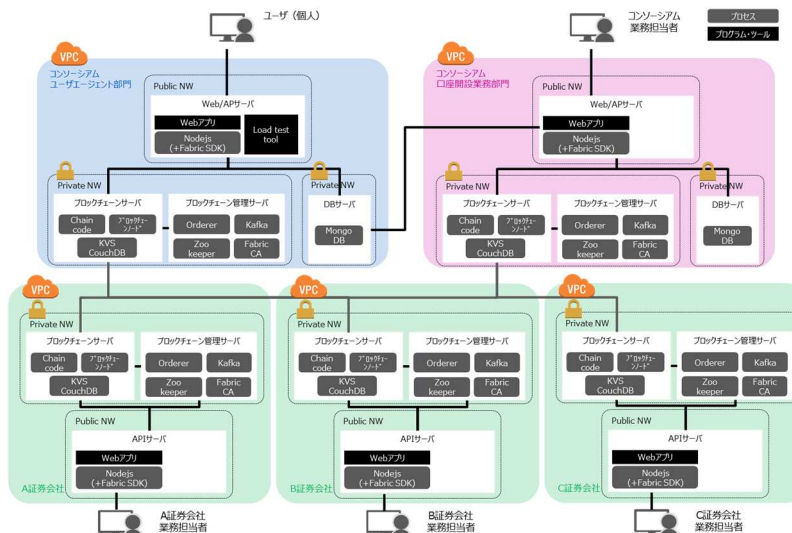 ユーザ（個人）
コンソーシアム
業務担当者
プロセス
プログラム・ツール
VPC
コンソーシアム
ユーザエージェント部門
Public NW
Web/APサーバ
Webアプリ
Nodejs
(+Fabric SDK)
Load test
tool
Private NW
ブロックチェーンサーバ
Chain
code
ブロックチェー
ンノード
KVS
CouchDB
ブロックチェーン管理サーバ
Orderer
Kafka
Zoo
keeper
Fabric
CA
Private NW
DBサーバ
Mongo
DB
VPC
コンソーシアム
口座開設業務部門
Public NW
Web/APサーバ
Webアプリ
Nodejs
(+Fabric SDK)
Private NW
ブロックチェーンサーバ
Chain
code
ブロックチェー
ンノード
KVS
CouchDB
ブロックチェーン管理サーバ
Orderer
Kafka
Zoo
keeper
Fabric
CA
Private NW
DBサーバ
Mongo
DB
VPC
Private NW
ブロックチェーンサーバ
Chain
code
ブロックチェー
ンノード
KVS
CouchDB
ブロックチェーン管理サーバ
Orderer
Kafka
Zoo
keeper
Fabric
CA
Public NW
APIサーバ
Webアプリ
Nodejs
(+Fabric SDK)
A証券会社
A証券会社
業務担当者
VPC
Private NW
ブロックチェーンサーバ
Chain
code
ブロックチェー
ンノード
KVS
CouchDB
ブロックチェーン管理サーバ
Orderer
Kafka
Zoo
keeper
Fabric
CA
Public NW
APIサーバ
Webアプリ
Nodejs
(+Fabric SDK)
B証券会社
B証券会社
業務担当者
VPC
Private NW
ブロックチェーンサーバ
Chain
code
ブロックチェー
ンノード
KVS
CouchDB
ブロックチェーン管理サーバ
Orderer
Kafka
Zoo
keeper
Fabric
CA
Public NW
APIサーバ
Webアプリ
Nodejs
(+Fabric SDK)
C証券会社
C証券会社
業務担当者